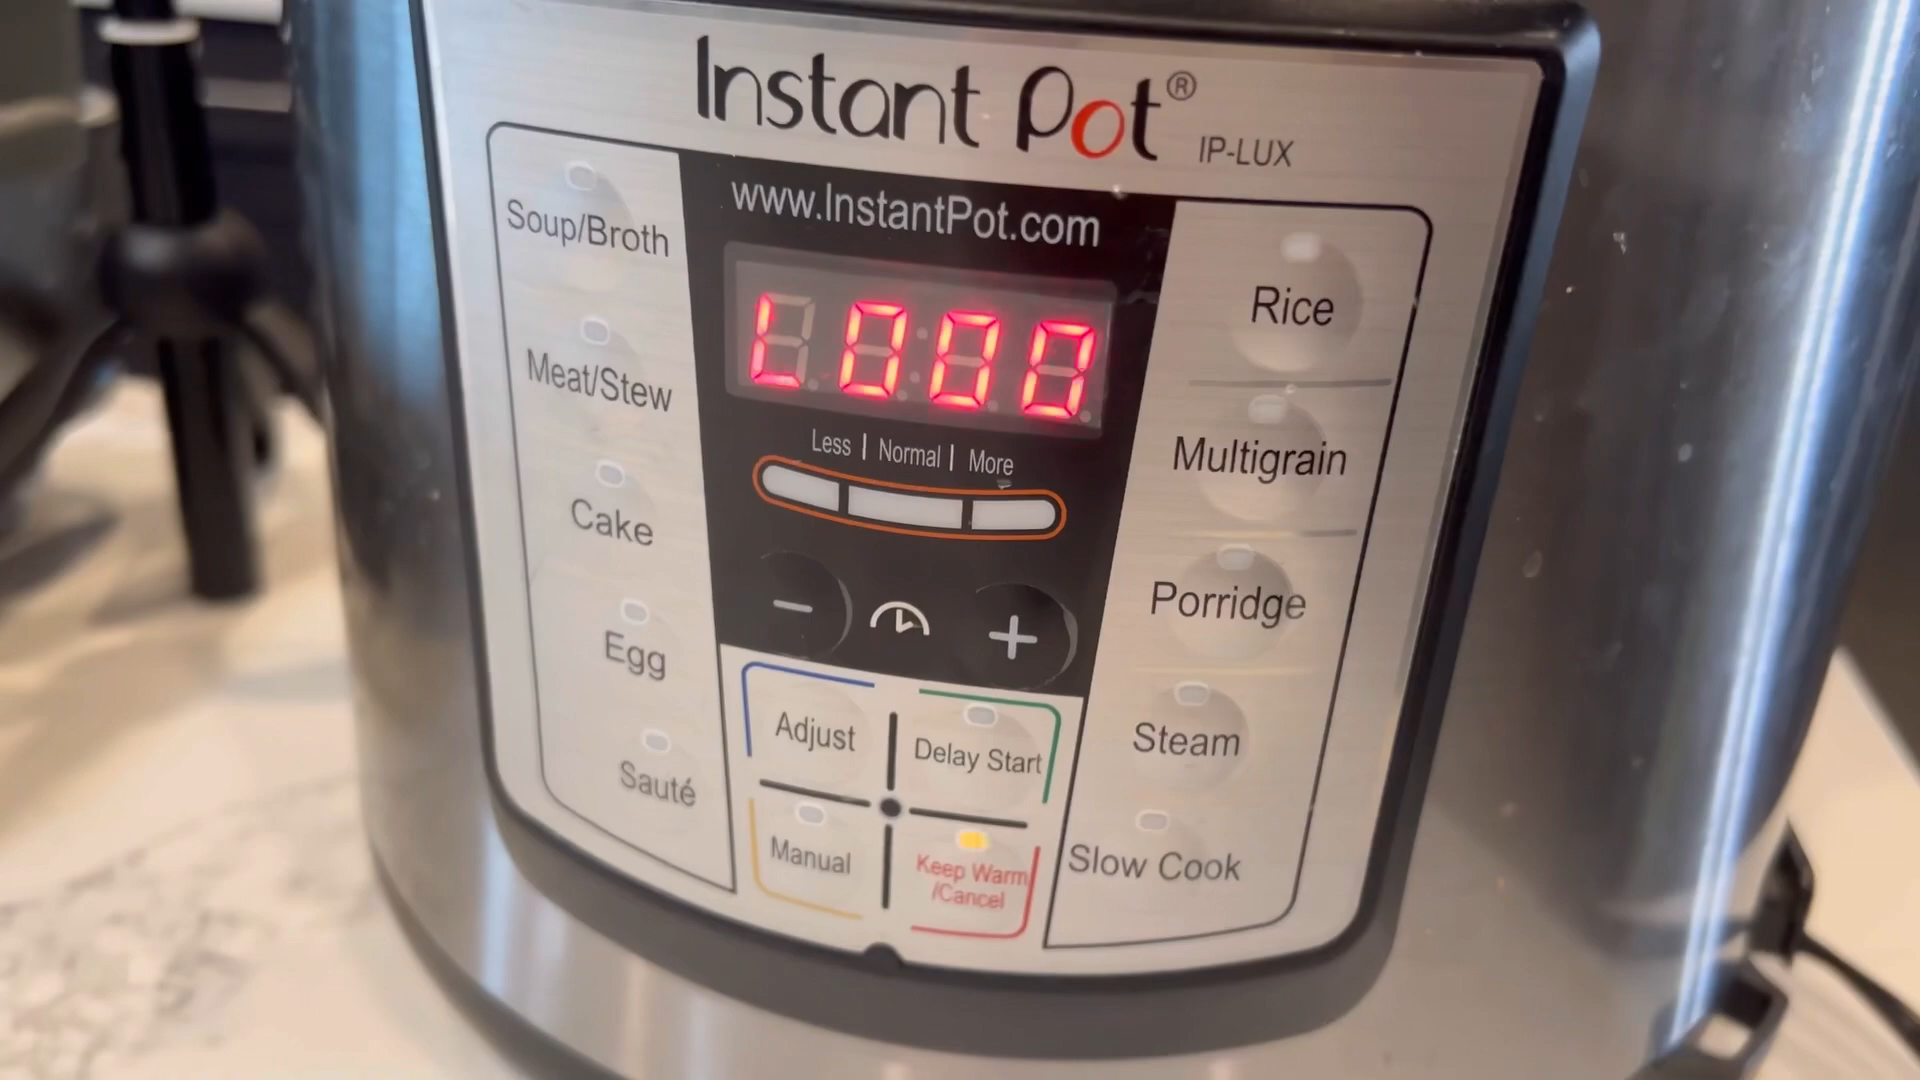 Instant Pot®
IP-LUX
www.InstantPot.com
L000
Less | Normal | More
Soup/Broth
Meat/Stew
Cake
Egg
Sauté
− +
Adjust
Delay Start
Manual
Keep Warm
/Cancel
Rice
Multigrain
Porridge
Steam
Slow Cook